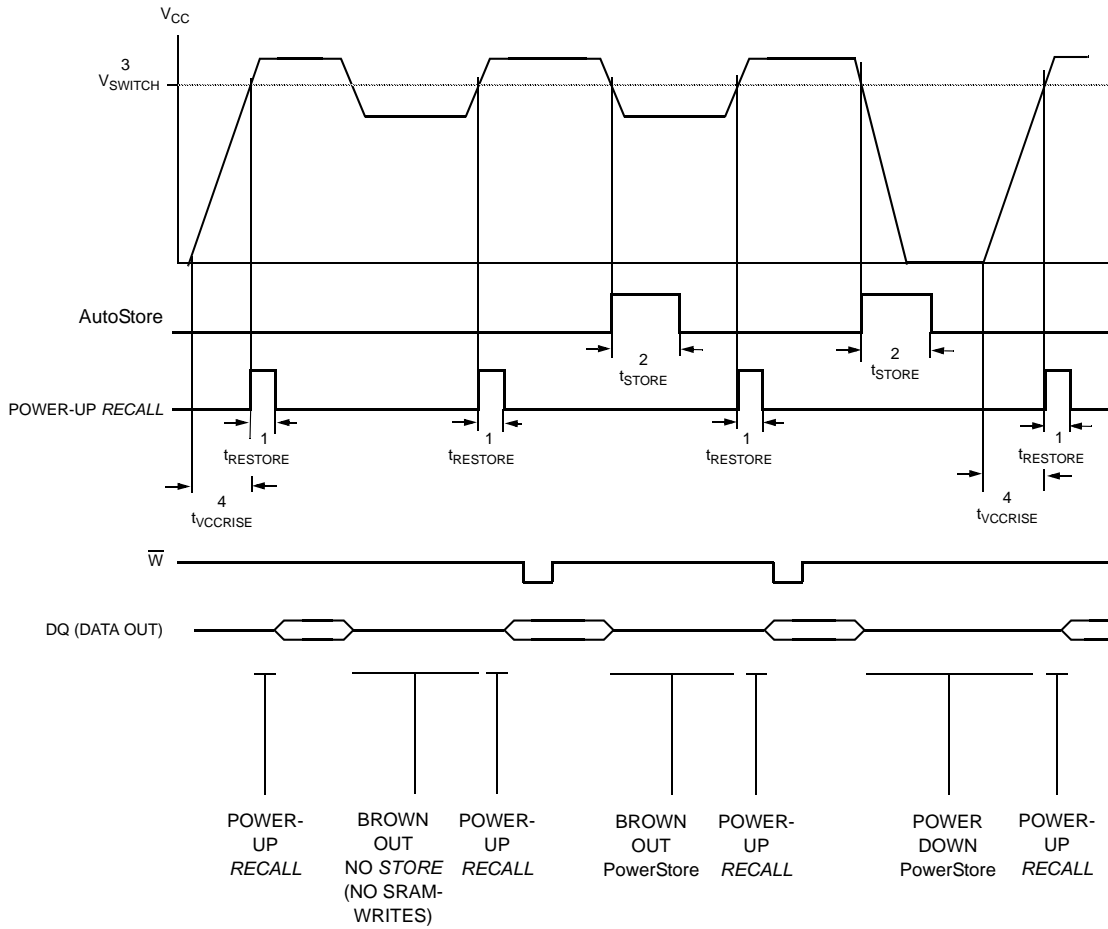 V_CC
3
V_SWITCH
AutoStore
2
t_STORE
2
t_STORE
POWER-UP RECALL
1
t_RESTORE
1
t_RESTORE
1
t_RESTORE
1
t_RESTORE
4
t_VCCRISE
4
t_VCCRISE
W̅
DQ (DATA OUT)
POWER-
UP
RECALL
BROWN
OUT
NO STORE
(NO SRAM-
WRITES)
POWER-
UP
RECALL
BROWN
OUT
PowerStore
POWER-
UP
RECALL
POWER
DOWN
PowerStore
POWER-
UP
RECALL